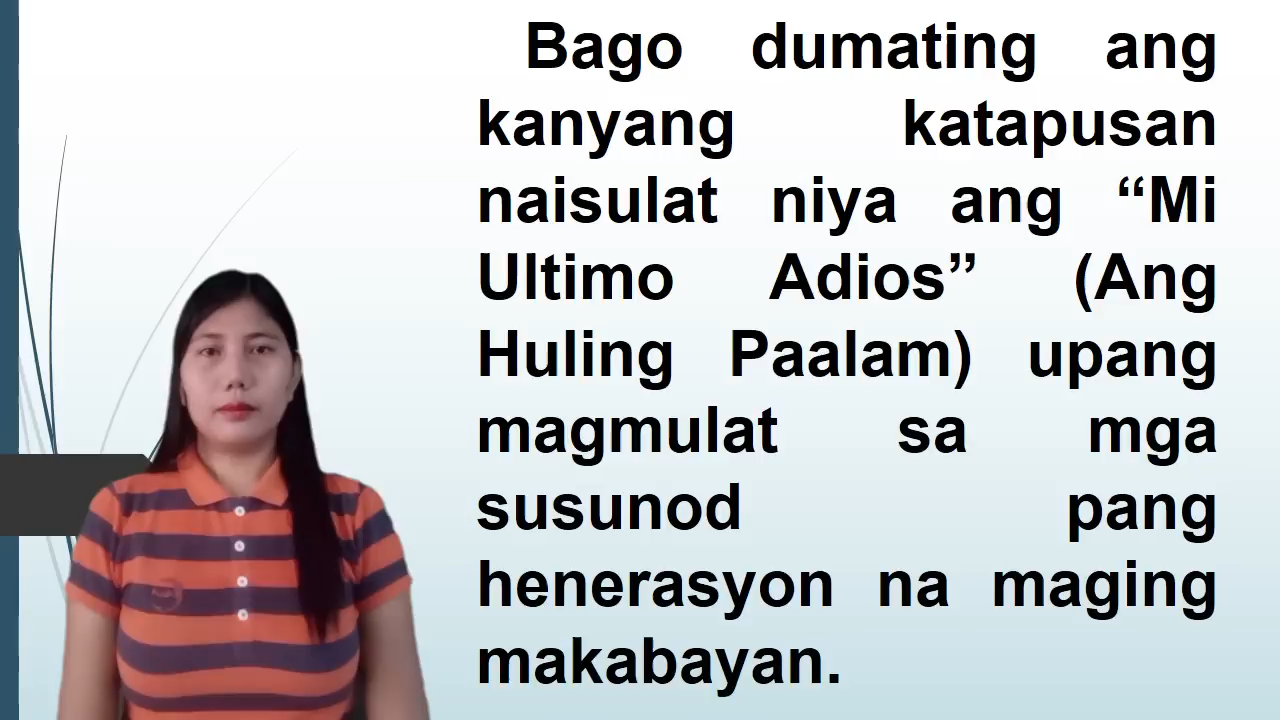 Bago dumating ang
kanyang katapusan
naisulat niya ang “Mi
Ultimo Adios” (Ang
Huling Paalam) upang
magmulat sa mga
susunod pang
henerasyon na maging
makabayan.